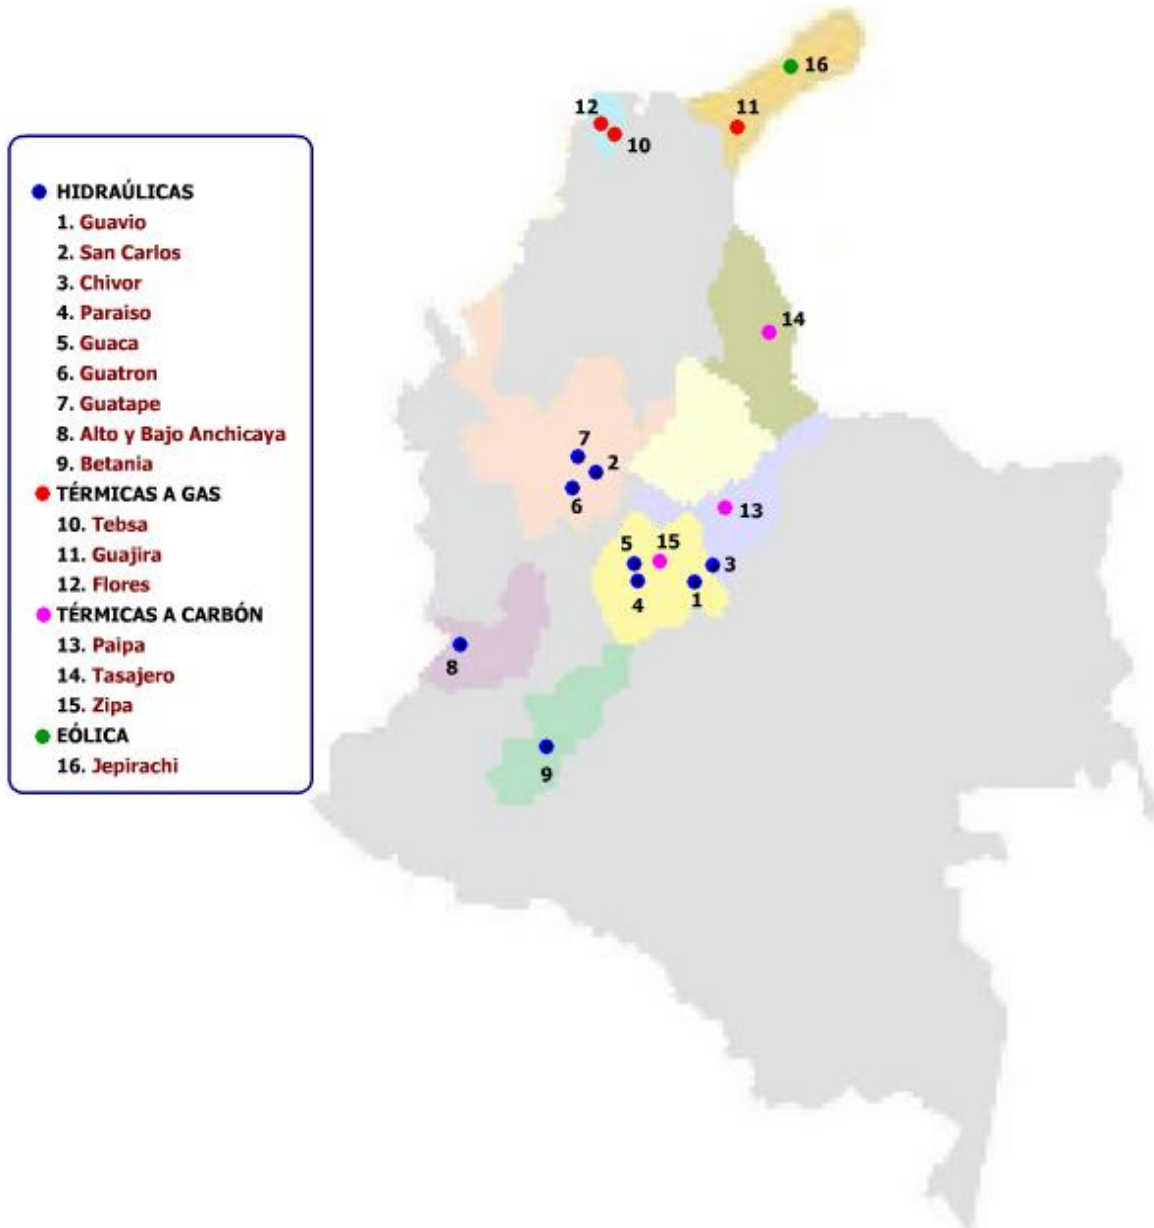 HIDRAÚLICAS
1. Guavio
2. San Carlos
3. Chivor
4. Paraiso
5. Guaca
6. Guatron
7. Guatape
8. Alto y Bajo Anchicaya
9. Betania
TÉRMICAS A GAS
10. Tebsa
11. Guajira
12. Flores
TÉRMICAS A CARBÓN
13. Paipa
14. Tasajero
15. Zipa
EÓLICA
16. Jepirachi
16
12
11
10
14
7
2
6
13
5
15
3
4
1
8
9